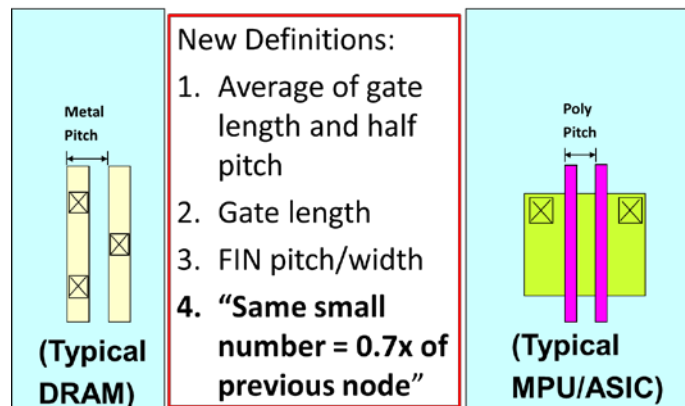 Metal
Pitch
(Typical
DRAM)
New Definitions:
1. Average of gate
length and half
pitch
2. Gate length
3. FIN pitch/width
4. “Same small
number = 0.7x of
previous node”
Poly
Pitch
(Typical
MPU/ASIC)